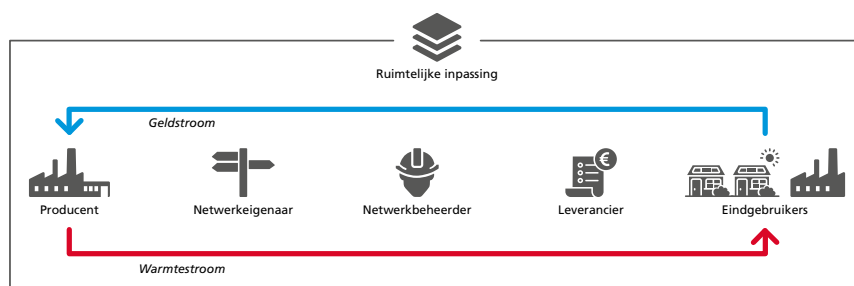 Ruimtelijke inpassing
Geldstroom
€
Producent
Netwerkeigenaar
Netwerkbeheerder
Leverancier
Eindgebruikers
Warmtestroom